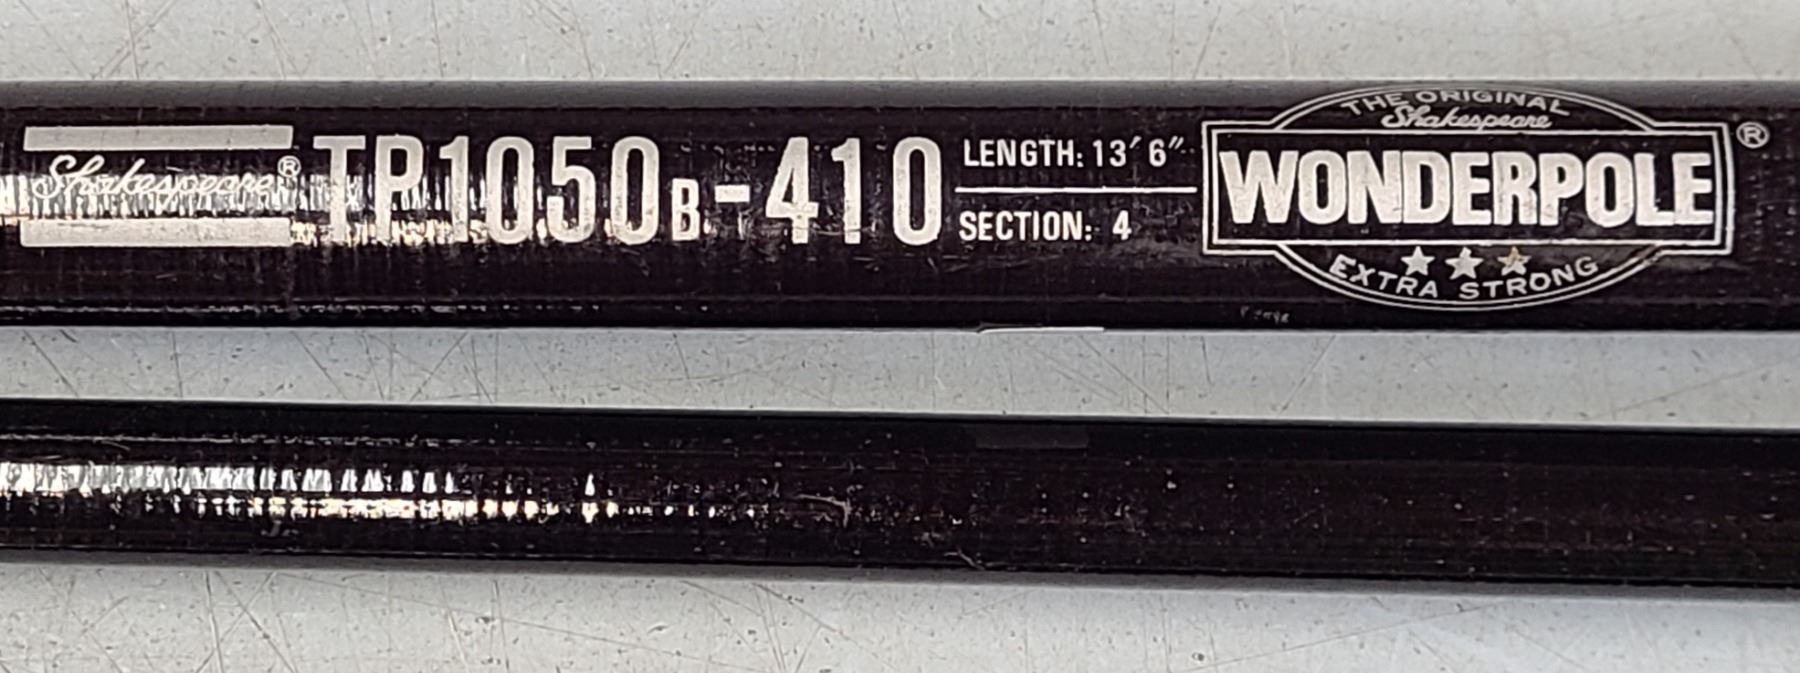 Shakespeare®
TP1050B-410
LENGTH: 13' 6"
SECTION: 4
THE ORIGINAL
Shakespeare
WONDERPOLE®
EXTRA STRONG